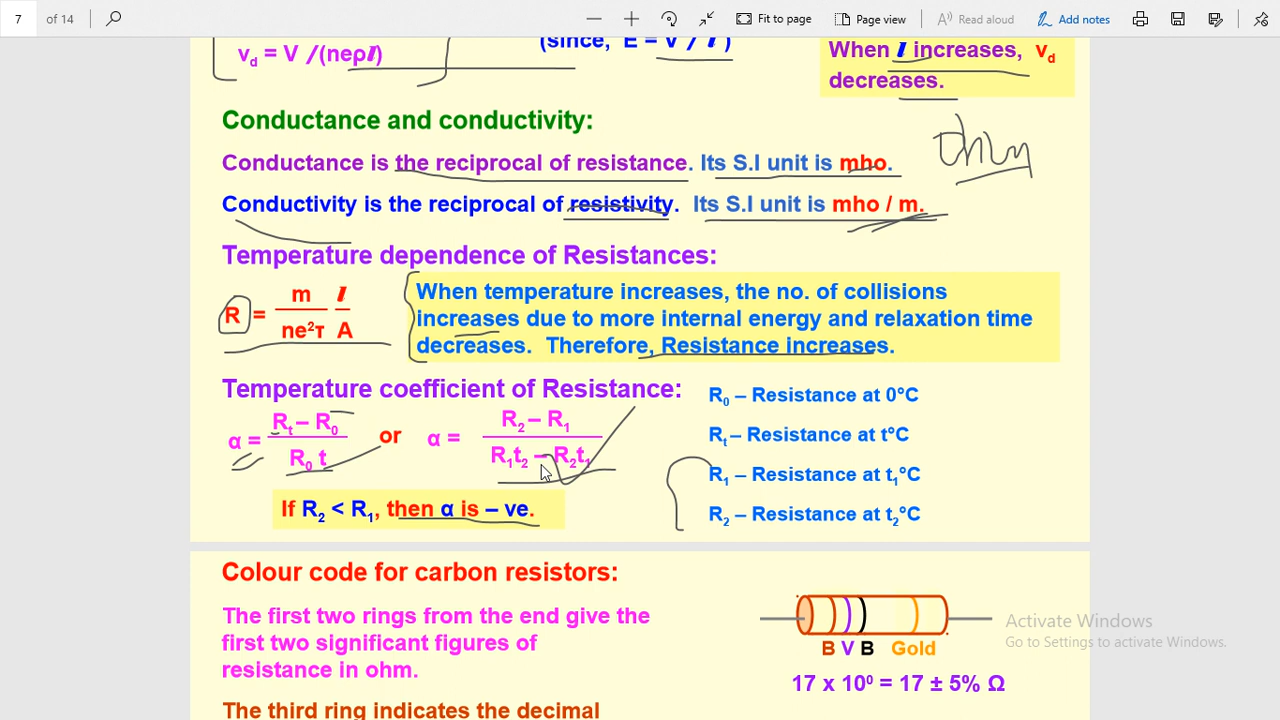 7 of 14 Fit to page Page view Read aloud Add notes
v_d = V /(neρl)
(since, E = V / l )
When l increases, v_d
decreases.
Conductance and conductivity:
Conductance is the reciprocal of resistance. Its S.I unit is mho.
ohm
Conductivity is the reciprocal of resistivity. Its S.I unit is mho / m.
Temperature dependence of Resistances:
R = m / ne²τ l / A
When temperature increases, the no. of collisions
increases due to more internal energy and relaxation time
decreases. Therefore, Resistance increases.
Temperature coefficient of Resistance:
α = R_t – R₀ / R₀ t or α = R₂ – R₁ / R₁t₂ – R₂t₁
If R₂ < R₁, then α is – ve.
R₀ – Resistance at 0°C
R_t – Resistance at t°C
R₁ – Resistance at t₁°C
R₂ – Resistance at t₂°C
Colour code for carbon resistors:
The first two rings from the end give the
first two significant figures of
resistance in ohm.
The third ring indicates the decimal
B V B Gold
17 x 10⁰ = 17 ± 5% Ω
Activate Windows
Go to Settings to activate Windows.